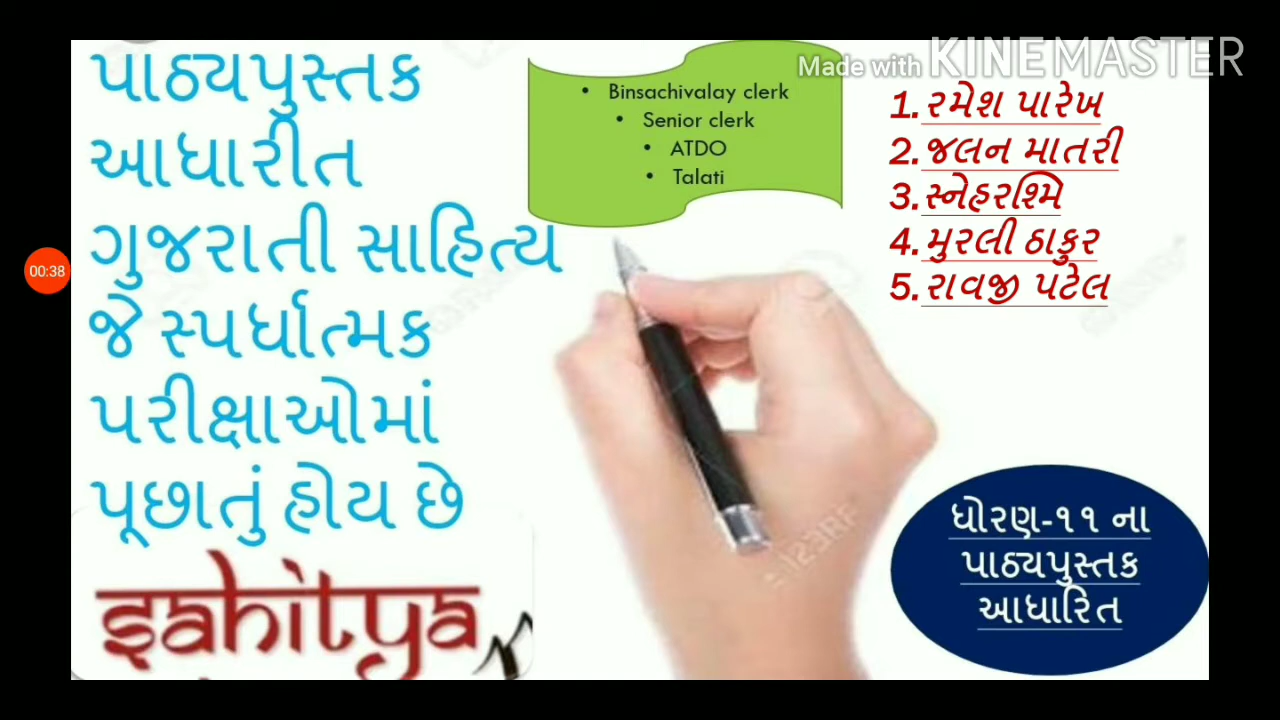 પાઠ્યપુસ્તક
આધારીત
ગુજરાતી સાહિત્ય
જે સ્પર્ધાત્મક
પરીક્ષાઓમાં
પૂછાતું હોય છે
sahitya
• Binsachivalay clerk
• Senior clerk
• ATDO
• Talati
Made with KINEMASTER
1. રમેશ પારેખ
2. જલન માતરી
3. સ્નેહરશ્મિ
4. મુરલી ઠાકુર
5. રાવજી પટેલ
00:38
ધોરણ-૧૧ ના
પાઠ્યપુસ્તક
આધારિત